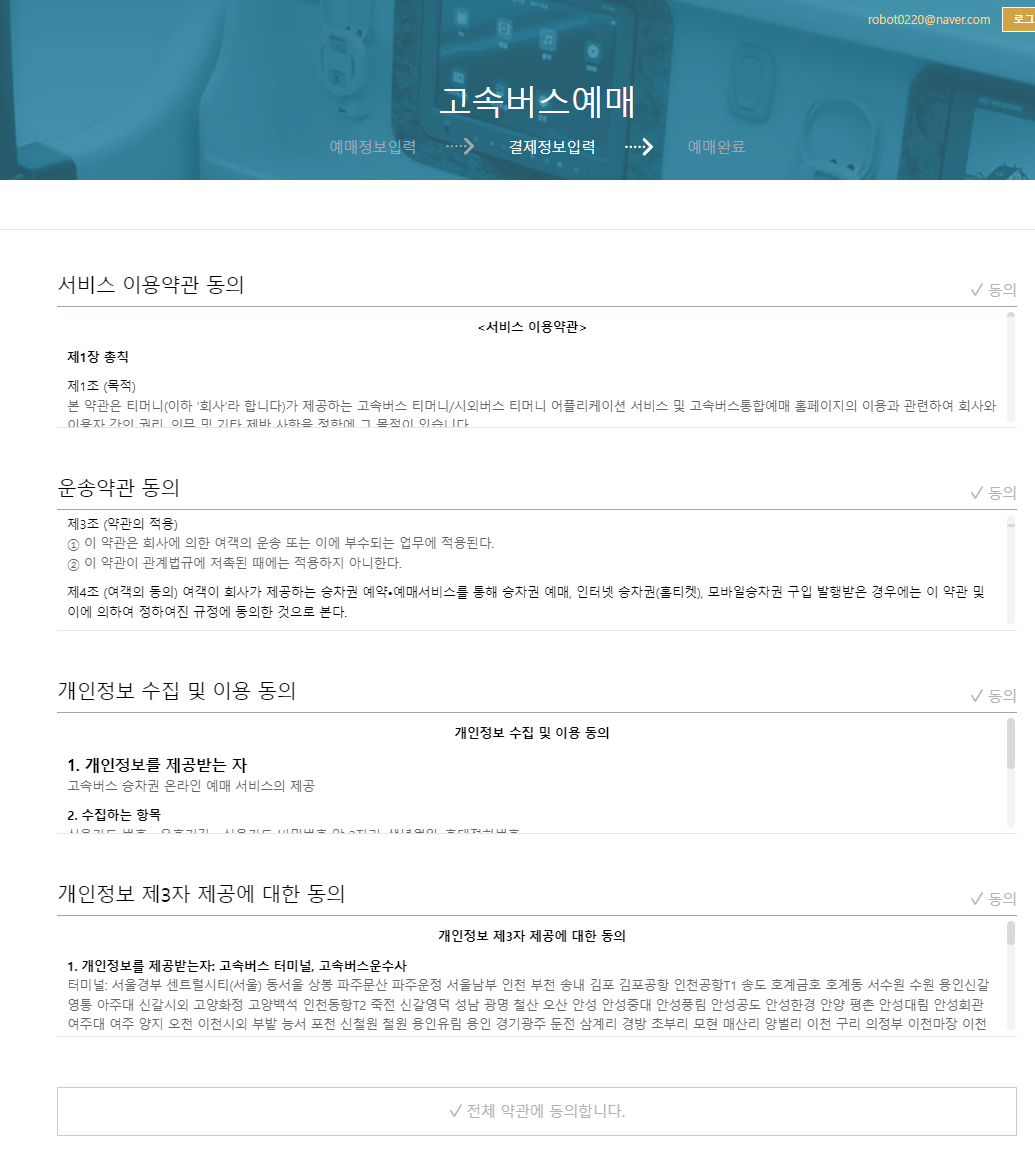 robot0220@naver.com
로그
고속버스예매
예매정보입력
결제정보입력
예매완료
서비스 이용약관 동의
✓ 동의
<서비스 이용약관>
제1장 총칙
제1조 (목적)
본 약관은 티머니(이하 '회사'라 합니다)가 제공하는 고속버스 티머니/시외버스 티머니 어플리케이션 서비스 및 고속버스통합예매 홈페이지의 이용과 관련하여 회사와
이용자 간의 권리, 의무 및 기타 제반 사항을 정함에 그 목적이 있습니다.
운송약관 동의
✓ 동의
제3조 (약관의 적용)
① 이 약관은 회사에 의한 여객의 운송 또는 이에 부수되는 업무에 적용된다.
② 이 약관이 관계법규에 저촉된 때에는 적용하지 아니한다.
제4조 (여객의 동의) 여객이 회사가 제공하는 승차권 예약•예매서비스를 통해 승차권 예매, 인터넷 승차권(홈티켓), 모바일승차권 구입 발행받은 경우에는 이 약관 및
이에 의하여 정하여진 규정에 동의한 것으로 본다.
개인정보 수집 및 이용 동의
✓ 동의
개인정보 수집 및 이용 동의
1. 개인정보를 제공받는 자
고속버스 승차권 온라인 예매 서비스의 제공
2. 수집하는 항목
개인정보 제3자 제공에 대한 동의
✓ 동의
개인정보 제3자 제공에 대한 동의
1. 개인정보를 제공받는자: 고속버스 터미널, 고속버스운수사
터미널: 서울경부 센트럴시티(서울) 동서울 상봉 파주문산 파주운정 서울남부 인천 부천 송내 김포 김포공항 인천공항T1 송도 호계금호 호계동 서수원 수원 용인신갈
영통 아주대 신갈시외 고양화정 고양백석 인천공항T2 죽전 신갈영덕 성남 광명 철산 오산 안성 안성중대 안성풍림 안성공도 안성한경 안양 평촌 안성대림 안성회관
여주대 여주 양지 오천 이천시외 부발 능서 포천 신철원 철원 용인유림 용인 경기광주 둔전 삼계리 경방 초부리 모현 매산리 양벌리 이천 구리 의정부 이천마장 이천
✓ 전체 약관에 동의합니다.